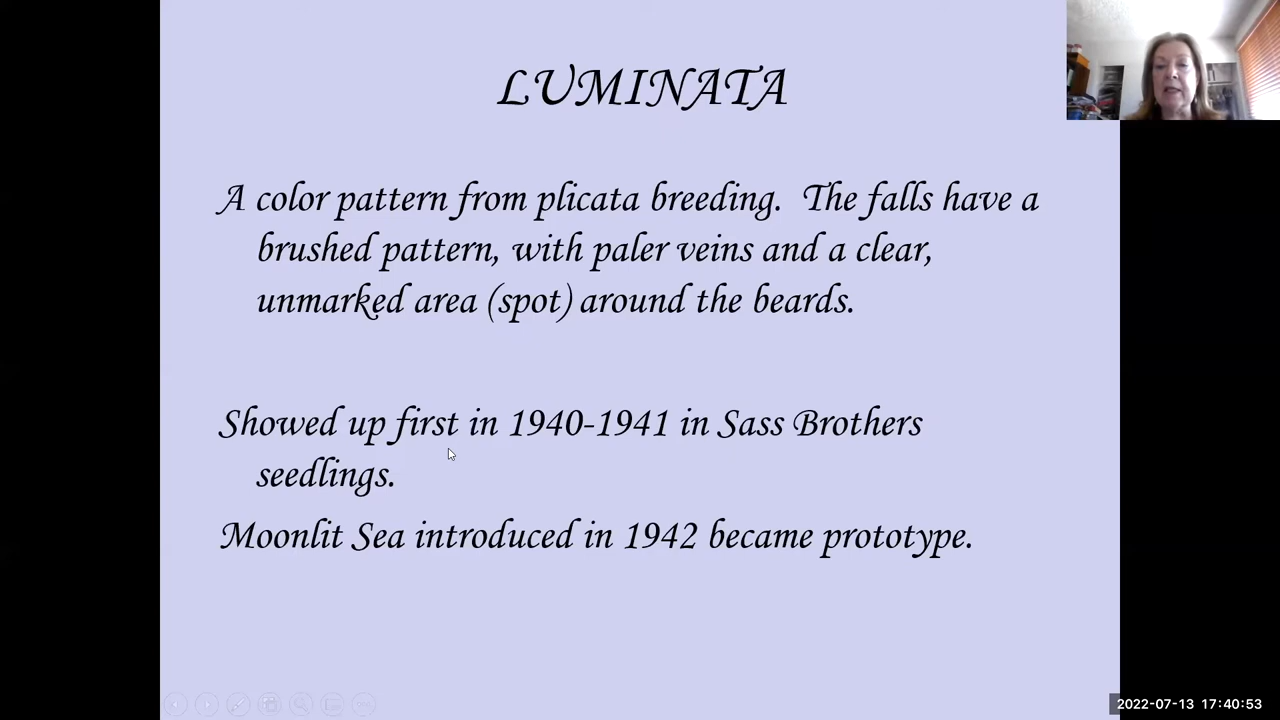 LUMINATA
A color pattern from plicata breeding.  The falls have a
brushed pattern, with paler veins and a clear,
unmarked area (spot) around the beards.
Showed up first in 1940-1941 in Sass Brothers
seedlings.
Moonlit Sea introduced in 1942 became prototype.
2022-07-13 17:40:53